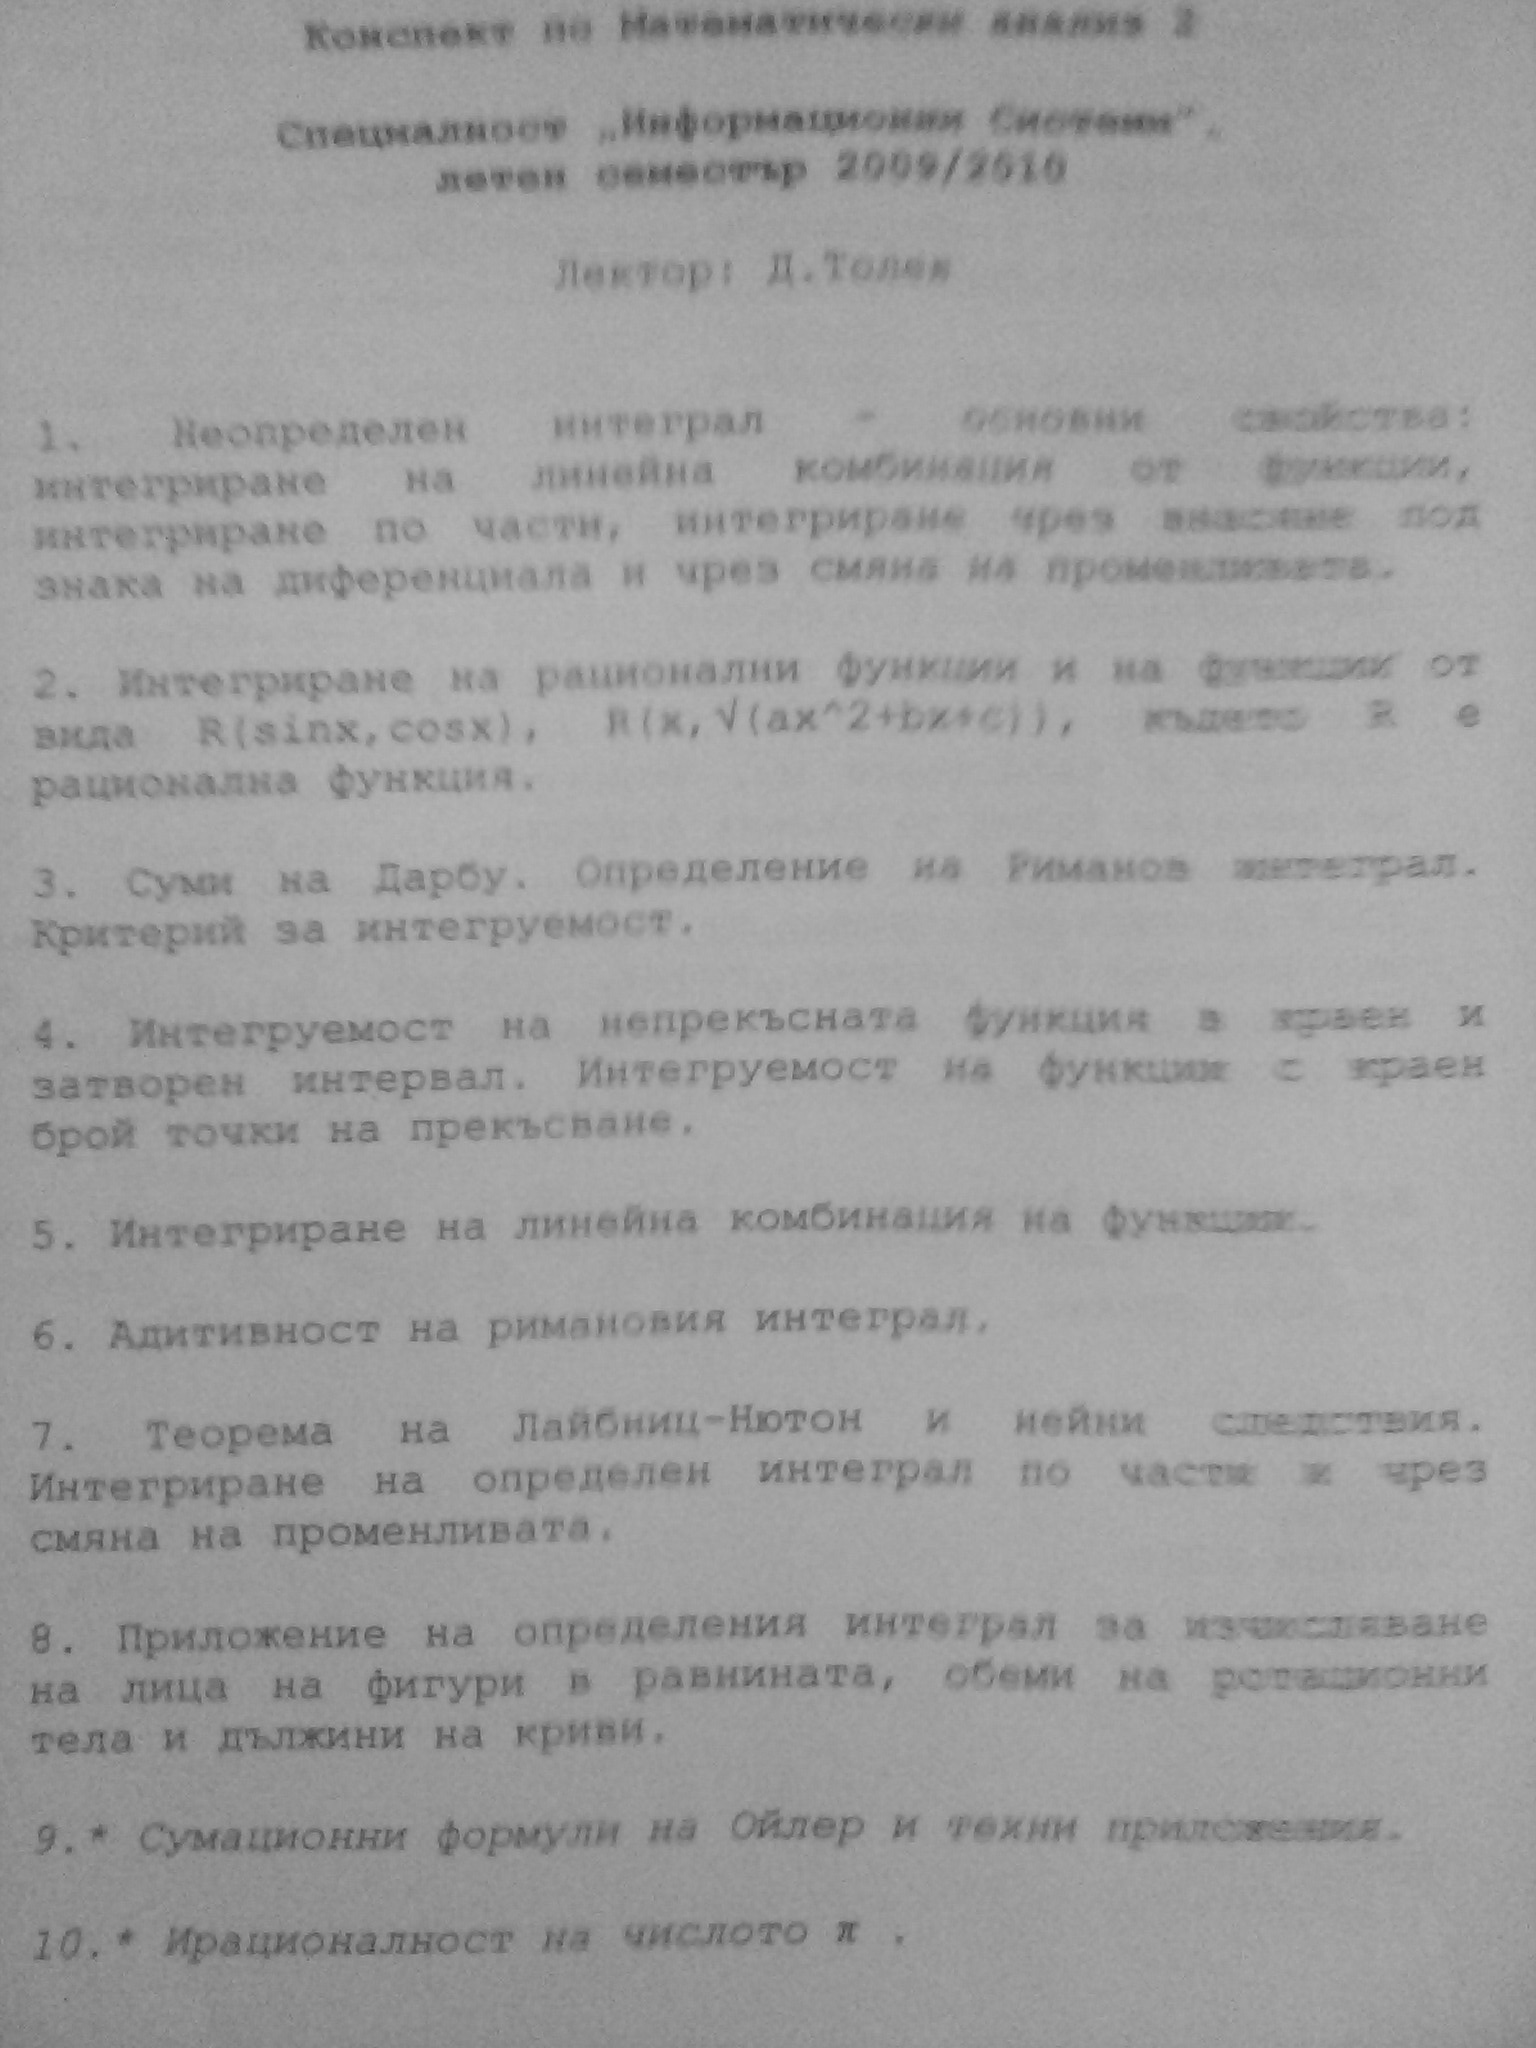 Конспект по Математически анализ 2
Специалност „Информационни Системи",
летен семестър 2009/2010
Лектор: Д.Толев
1. Неопределен интеграл - основни свойства:
интегриране на линейна комбинация от функции,
интегриране по части, интегриране чрез внасяне под
знака на диференциала и чрез смяна на променливата.
2. Интегриране на рационални функции и на функции от
вида R(sinx,cosx), R(x,√(ax^2+bx+c)), където R е
рационална функция.
3. Суми на Дарбу. Определение на Риманов интеграл.
Критерий за интегруемост.
4. Интегруемост на непрекъсната функция в краен и
затворен интервал. Интегруемост на функции с краен
брой точки на прекъсване.
5. Интегриране на линейна комбинация на функции.
6. Адитивност на римановия интеграл.
7. Теорема на Лайбниц-Нютон и нейни следствия.
Интегриране на определен интеграл по части и чрез
смяна на променливата.
8. Приложение на определения интеграл за изчисляване
на лица на фигури в равнината, обеми на ротационни
тела и дължини на криви.
9.* Сумационни формули на Ойлер и техни приложения.
10.* Ирационалност на числото π .